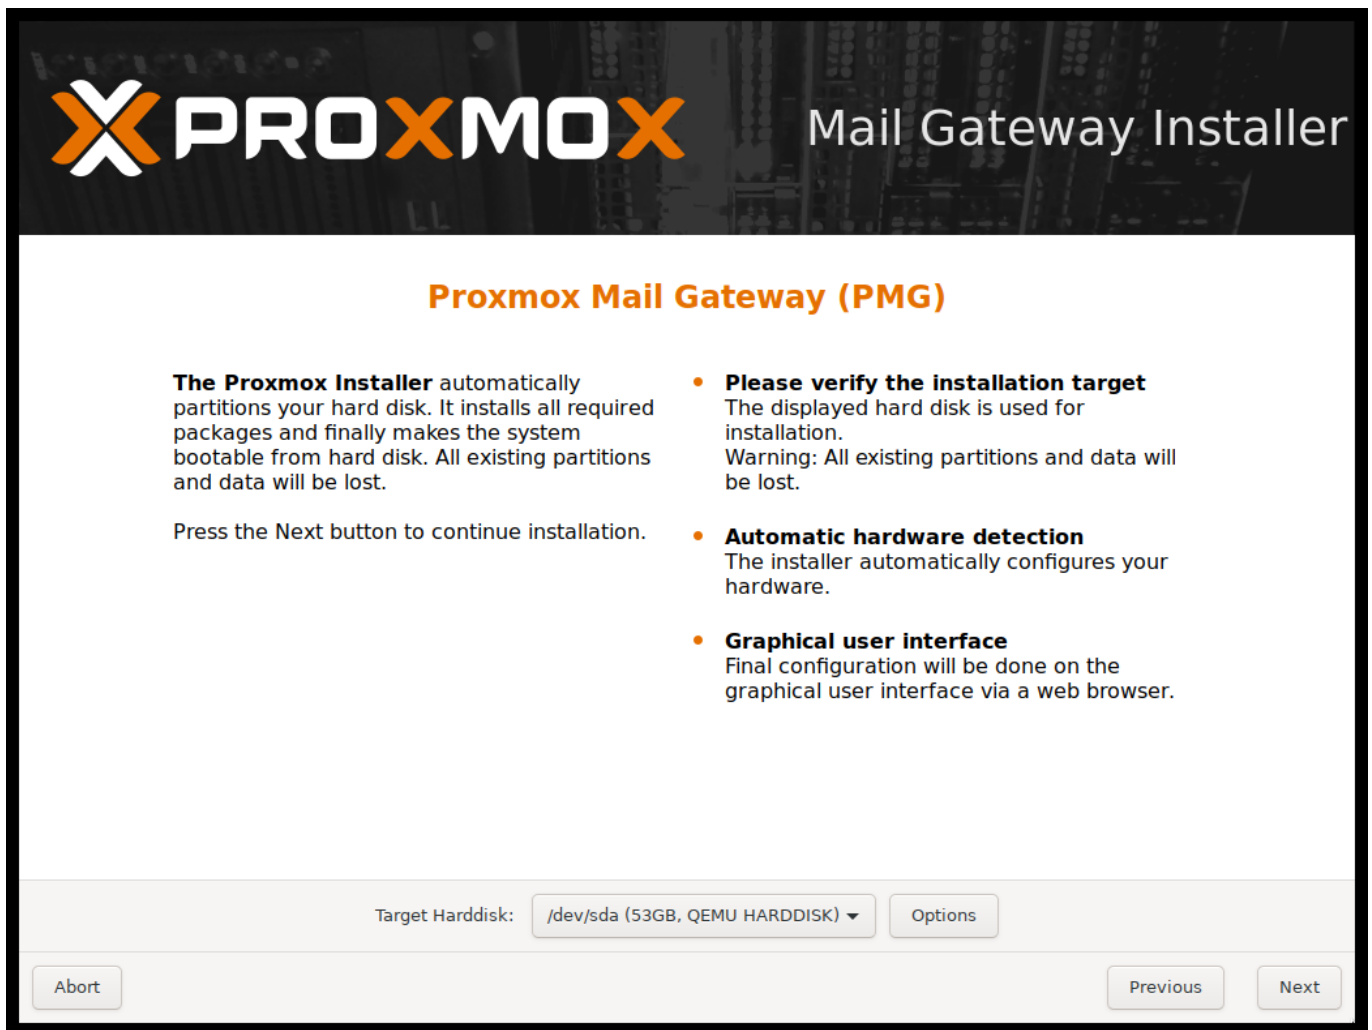 PROXMOX
Mail Gateway Installer
Proxmox Mail Gateway (PMG)
The Proxmox Installer automatically
partitions your hard disk. It installs all required
packages and finally makes the system
bootable from hard disk. All existing partitions
and data will be lost.
Press the Next button to continue installation.
Please verify the installation target
The displayed hard disk is used for
installation.
Warning: All existing partitions and data will
be lost.
Automatic hardware detection
The installer automatically configures your
hardware.
Graphical user interface
Final configuration will be done on the
graphical user interface via a web browser.
Target Harddisk: /dev/sda (53GB, QEMU HARDDISK) Options
Abort Previous Next